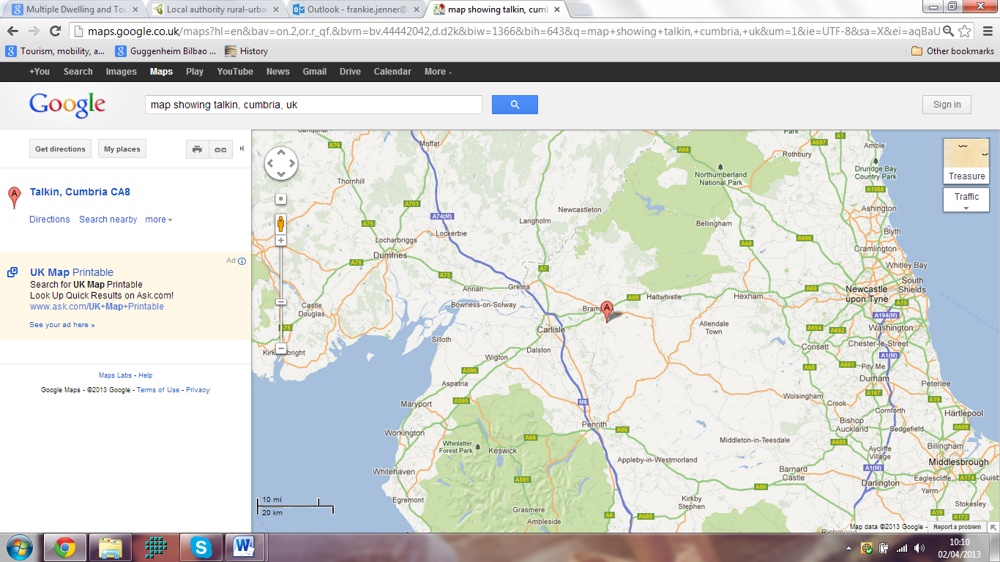 Multiple Dwelling and Tou
Local authority rural-urba
Outlook - frankie.jenner@
map showing talkin, cumb
maps.google.co.uk/maps?hl=en&bav=on.2,or.r_qf.&bvm=bv.44442042,d.d2k&biw=1366&bih=643&q=map+showing+talkin,+cumbria,+uk&um=1&ie=UTF-8&sa=X&ei=aqBaU
Tourism, mobility, a...
Guggenheim Bilbao ...
History
Other bookmarks
+You Search Images Maps Play YouTube News Gmail Drive Calendar More
Google
map showing talkin, cumbria, uk
Sign in
Get directions
My places
A
Talkin, Cumbria CA8
Directions Search nearby more
Ad
UK Map Printable
Search for UK Map Printable
Look Up Quick Results on Ask.com!
www.ask.com/UK+Map+Printable
See your ad here »
Maps Labs - Help
Google Maps - ©2013 Google - Terms of Use - Privacy
Sanquhar
A76
Moffat
A68
Park
A697
A1
Amble
Rothbury
Treasure
Traffic
Thornhill
Northumberland
National Park
Druridge Bay
Country Park
A1068
A701
A74(M)
Newcastleton
Langholm
Bellingham
Ashington
A76
Lockerbie
Locharbriggs
Blyth
A68
A696
Cramlington
Dumfries
A75
A7
Whitley Bay
A75
Annan
Gretna
A69
Haltwhistle
Hexham
A69
Newcastle
upon Tyne
South
Shields
Castle
Douglas
Bowness-on-Solway
Bramp
A
A19
A194(M)
A75
Carlisle
Allendale
Town
A694
A692
Washington
Silloth
Dalston
Consett
Chester-le-Street
Kirk
bright
Wigton
A68
A691
A1(M)
Pity Me
A596
Durham
Aspatria
Peterlee
A595
M6
Wolsingham
Crook
A167
A19
Maryport
Cornforth
Hartlepool
Penrith
A66
Bishop
Auckland
Sedgefield
A689
Workington
A66
Whinlatter
Forest Park
Keswick
Middleton-in-Teesdale
A688
Aycliffe
Village
Billingham
Whitehaven
Appleby-in-Westmorland
Middlesbrough
A591
Barnard
Castle
A1(M)
Eaglescliffe
A174
Guisb
A66
Darlington
Yarm
Egremont
Kirkby
Stephen
Stokesley
10 mi
20 km
Grasmere
Ambleside
A6
A685
A19
A172
Richmond
Map data ©2013 Google -
Report a problem
10:10
02/04/2013